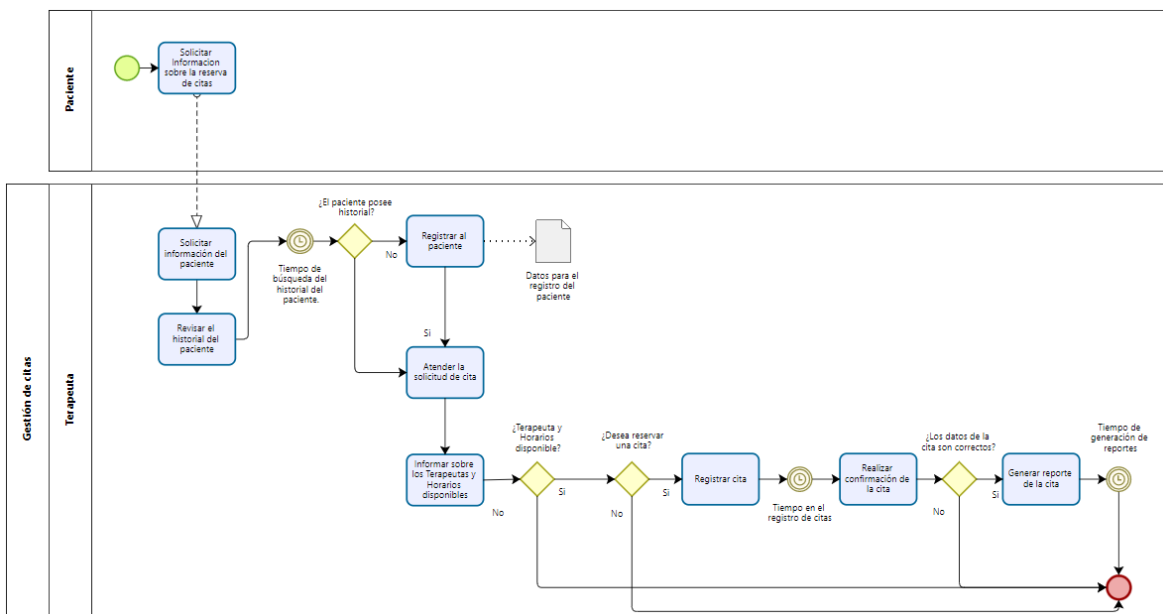 Paciente
Solicitar
Informacion
sobre la reserva
de citas
Gestión de citas
Terapeuta
Solicitar
información del
paciente
Revisar el
historial del
paciente
Tiempo de
búsqueda del
historial del
paciente.
¿El paciente posee
historial?
No
Registrar al
paciente
Datos para el
registro del
paciente
Si
Atender la
solicitud de cita
Informar sobre
los Terapeutas y
Horarios
disponibles
¿Terapeuta y
Horarios
disponible?
Si
No
¿Desea reservar
una cita?
Si
No
Registrar cita
Tiempo en el
registro de citas
Realizar
confirmación de
la cita
¿Los datos de la
cita son correctos?
Si
No
Generar reporte
de la cita
Tiempo de
generación de
reportes